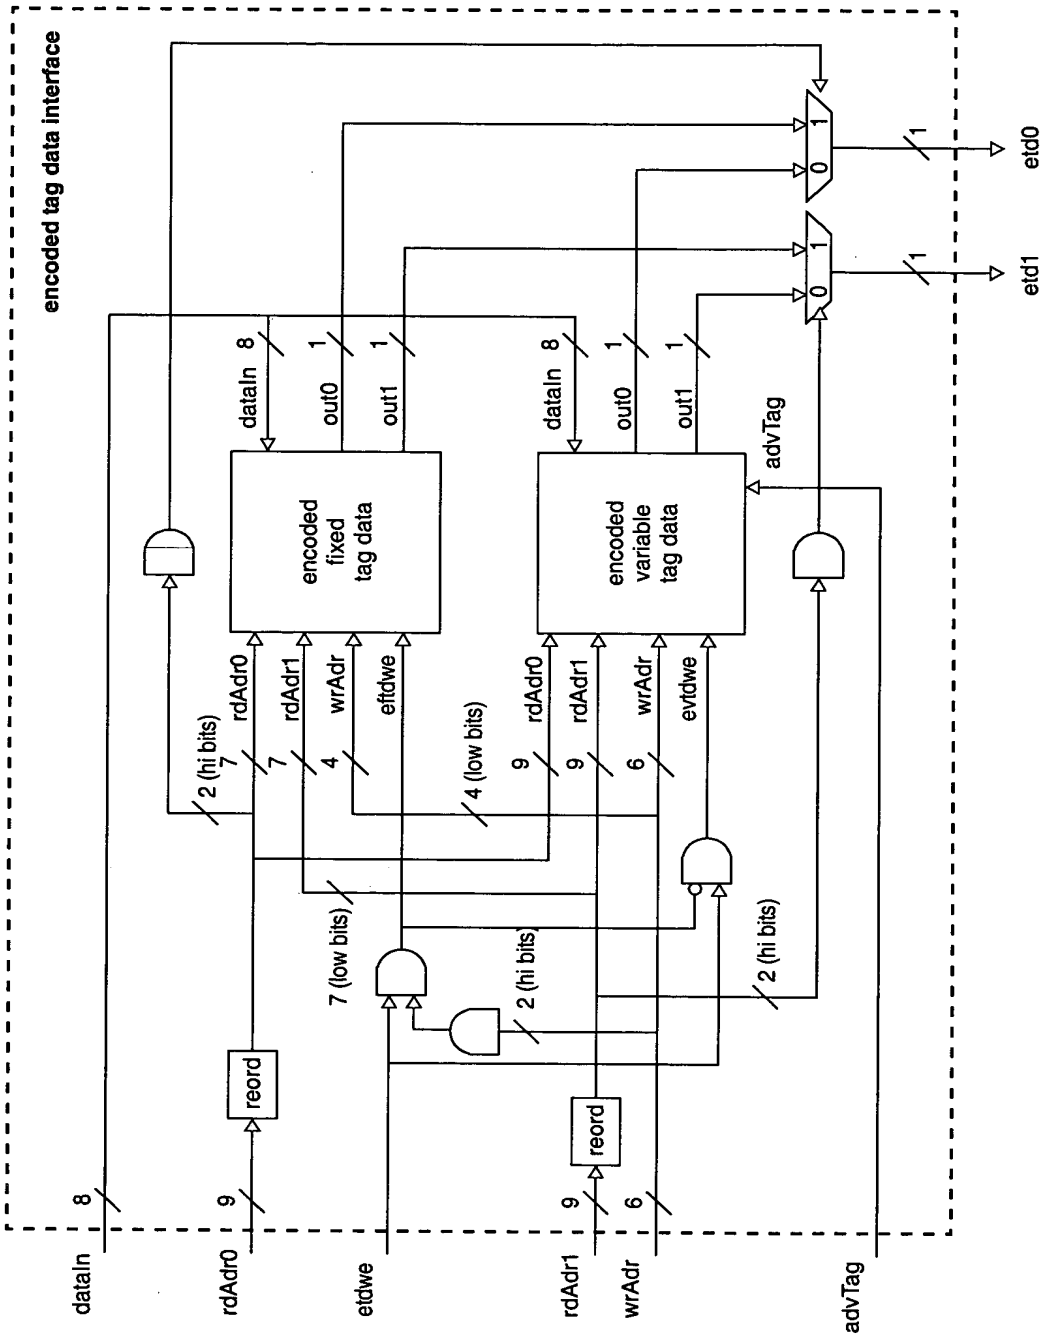 encoded tag data interface
dataIn
8
rdAdr0
9
reord
etdwe
rdAdr1
9
reord
wrAdr
6
advTag
2 (hi bits)
7
rdAdr0
7
rdAdr1
4
wrAdr
eftdwe
7 (low bits)
2 (hi bits)
4 (low bits)
encoded
fixed
tag data
8
dataIn
1
out0
1
out1
9
rdAdr0
9
rdAdr1
6
wrAdr
evtdwe
2 (hi bits)
encoded
variable
tag data
8
dataIn
1
out0
1
out1
advTag
0 1
1
etd0
0 1
1
etd1